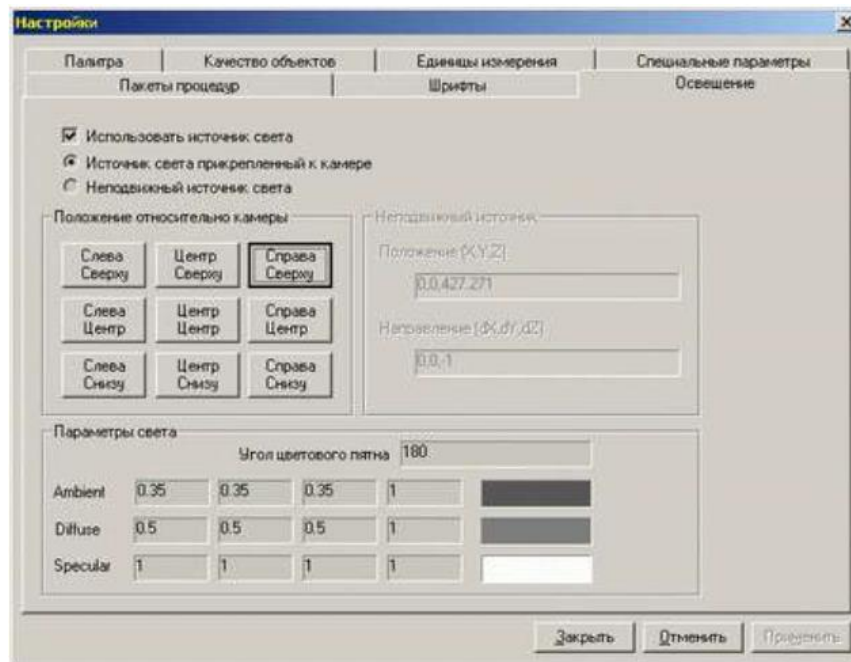 Настройки
Палитра Качество объектов Единицы измерения Специальные параметры
Пакеты процедур Шрифты Освещение
Использовать источник света
Источник света прикрепленный к камере
Неподвижный источник света
Положение относительно камеры Неподвижный источник
Слева Сверху Центр Сверху Справа Сверху
Положение [X,Y,Z]
0,0,427.271
Слева Центр Центр Центр Справа Центр
Направление [dX,dY,dZ]
0,0,-1
Слева Снизу Центр Снизу Справа Снизу
Параметры света
Угол цветового пятна 180
Ambient 0.35 0.35 0.35 1
Diffuse 0.5 0.5 0.5 1
Specular 1 1 1 1
Закрыть Отменить Применить